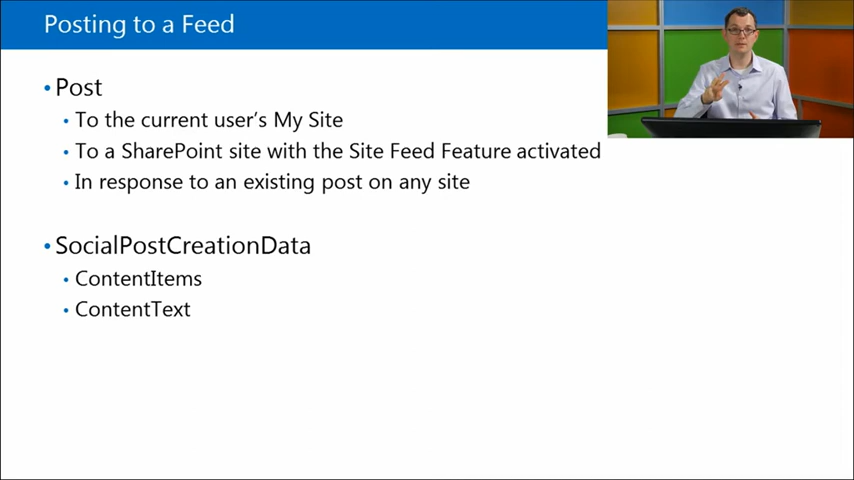 Posting to a Feed
• Post
• To the current user's My Site
• To a SharePoint site with the Site Feed Feature activated
• In response to an existing post on any site
• SocialPostCreationData
• ContentItems
• ContentText